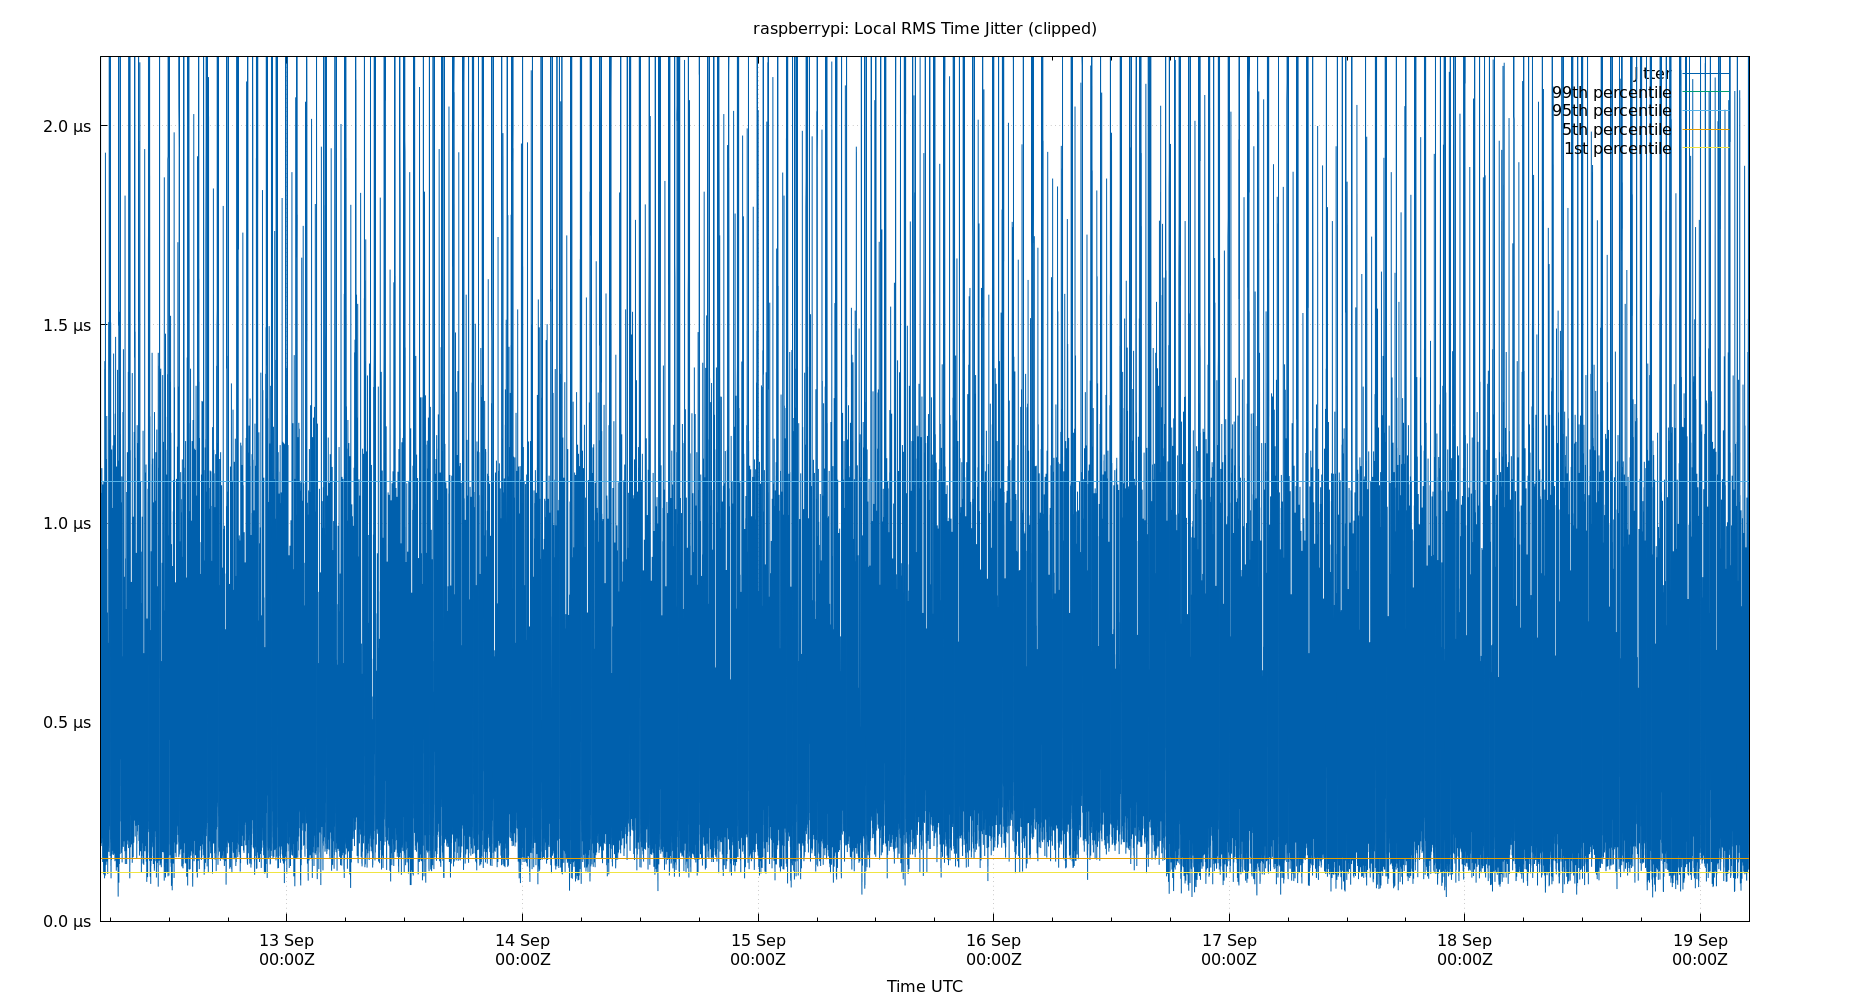 raspberrypi: Local RMS Time Jitter (clipped)
Jitter
99th percentile
95th percentile
5th percentile
1st percentile
2.0 µs
1.5 µs
1.0 µs
0.5 µs
0.0 µs
13 Sep 14 Sep 15 Sep 16 Sep 17 Sep 18 Sep 19 Sep
00:00Z 00:00Z 00:00Z 00:00Z 00:00Z 00:00Z 00:00Z
Time UTC